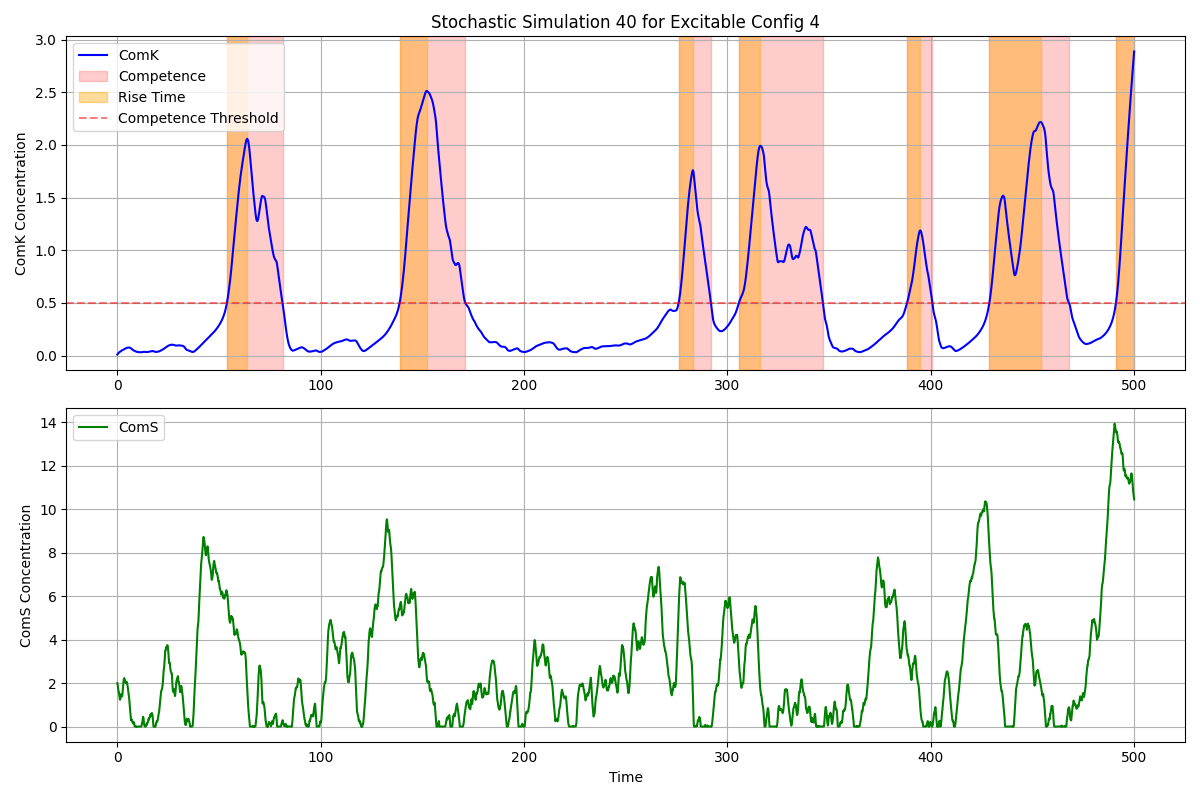 Stochastic Simulation 40 for Excitable Config 4
ComK Concentration
3.0
2.5
2.0
1.5
1.0
0.5
0.0
ComK
Competence
Rise Time
Competence Threshold
0 100 200 300 400 500
ComS Concentration
14
12
10
8
6
4
2
0
ComS
0 100 200 300 400 500
Time